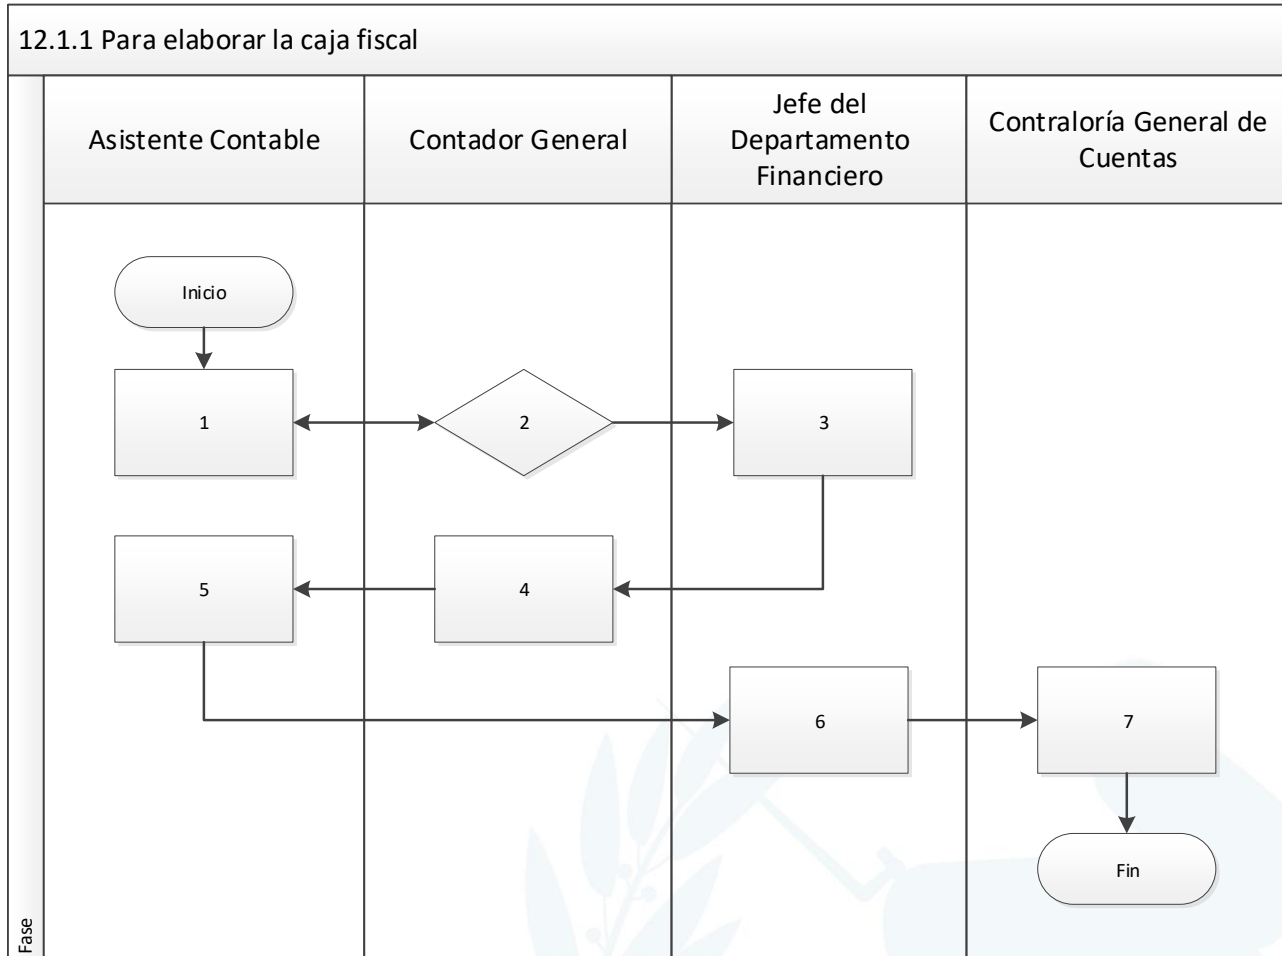 12.1.1 Para elaborar la caja fiscal
Asistente Contable
Contador General
Jefe del
Departamento
Financiero
Contraloría General de
Cuentas
Inicio
1
2
3
5
4
6
7
Fin
Fase